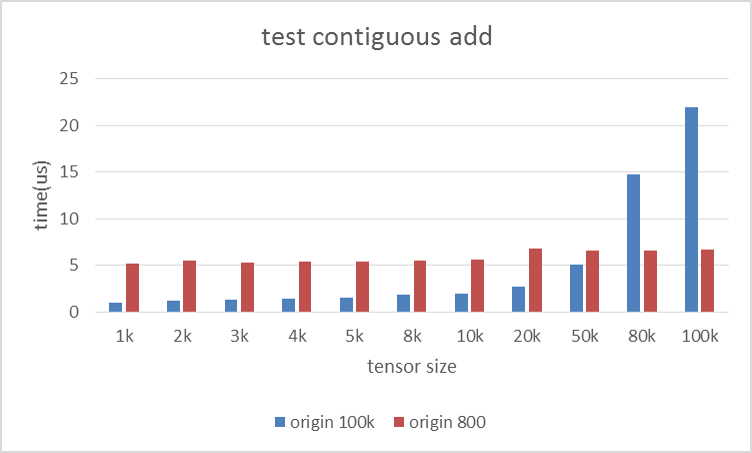 test contiguous add
25
20
15
10
5
0
time(us)
1k 2k 3k 4k 5k 8k 10k 20k 50k 80k 100k
tensor size
origin 100k origin 800